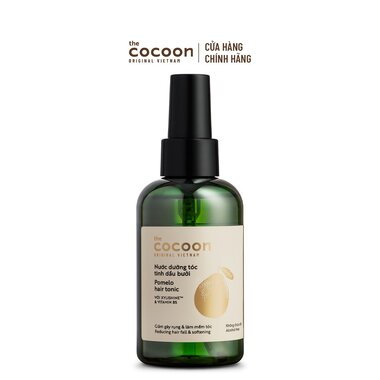 the
cocoon
ORIGINAL VIETNAM
CỬA HÀNG
CHÍNH HÃNG
the
cocoon
ORIGINAL VIETNAM
Nước dưỡng tóc
tinh dầu bưởi
Pomelo
hair tonic
VỚI XYLISHINE™
& VITAMIN B5
Giảm gãy rụng & làm mềm tóc
Reducing hair fall & softening